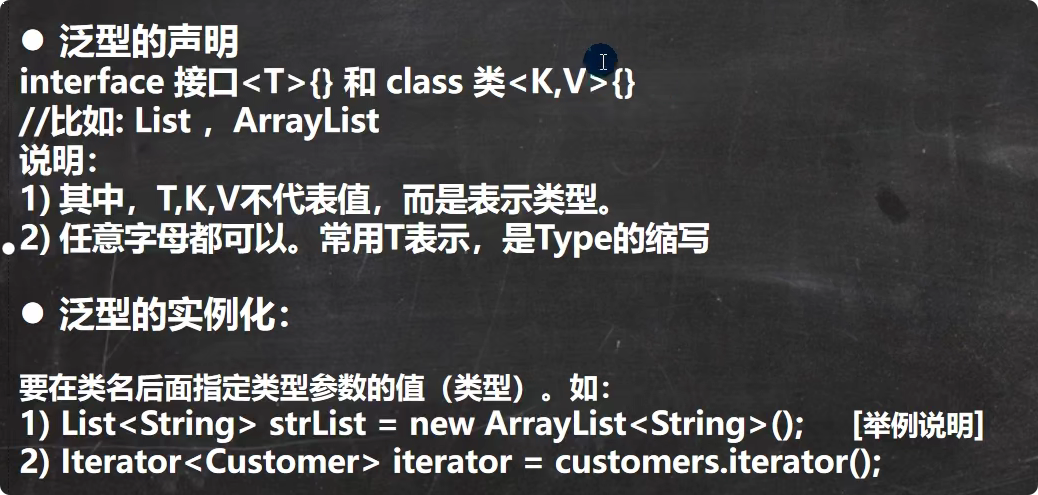 ● 泛型的声明
interface 接口<T>{} 和 class 类<K,V>{}
//比如: List ，ArrayList
说明：
1) 其中，T,K,V不代表值，而是表示类型。
2) 任意字母都可以。常用T表示，是Type的缩写
● 泛型的实例化：
要在类名后面指定类型参数的值（类型）。如：
1) List<String> strList = new ArrayList<String>(); [举例说明]
2) Iterator<Customer> iterator = customers.iterator();